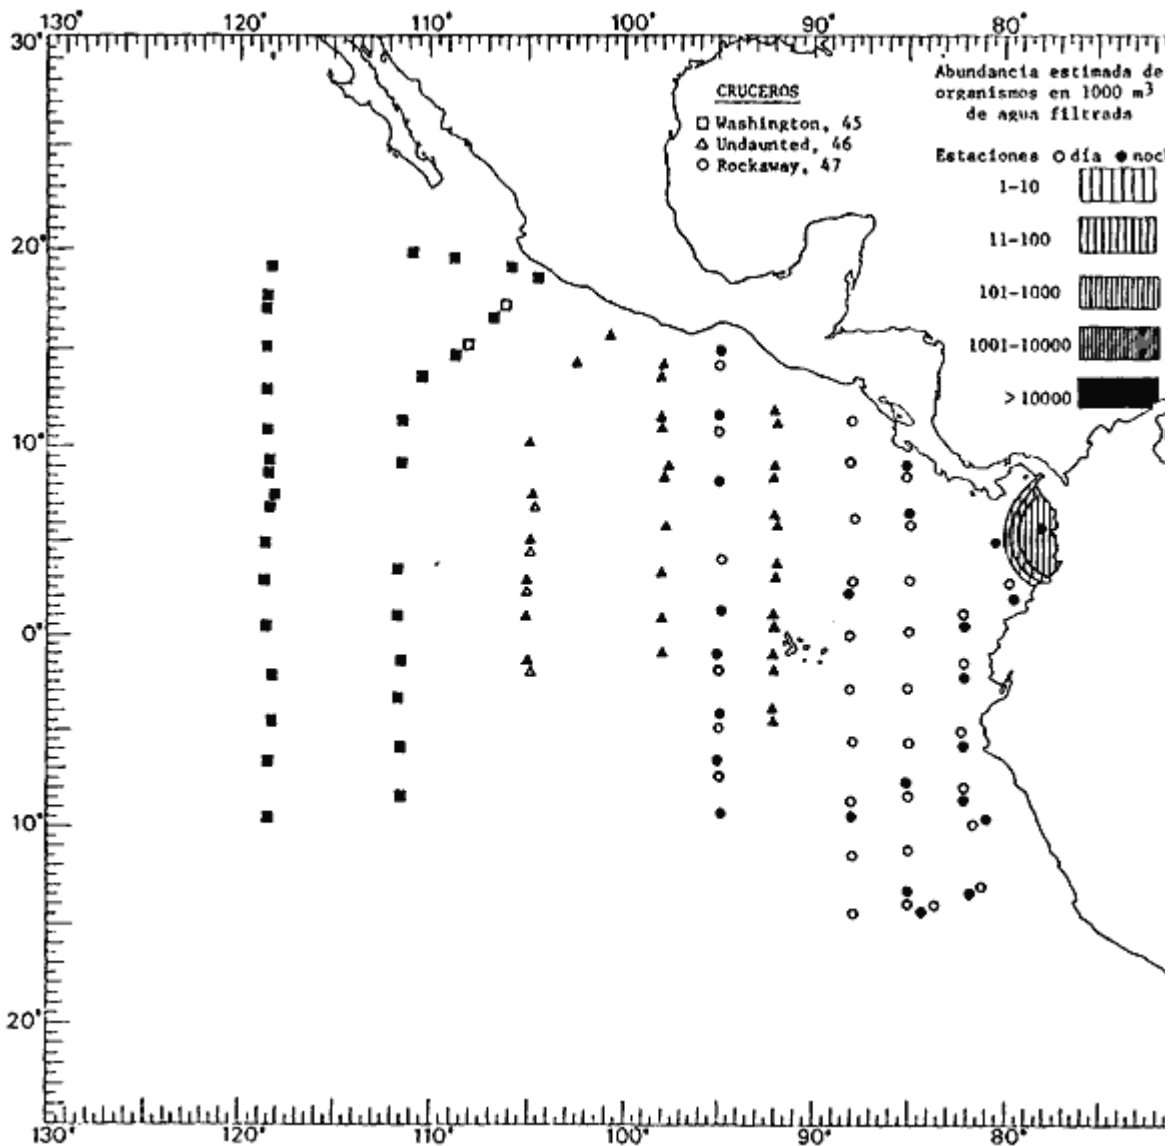 130° 120° 110° 100° 90° 80°
30°
20°
10°
0°
10°
20°
CRUCEROS
□ Washington, 45
△ Undaunted, 46
○ Rockaway, 47
Abundancia estimada de
organismos en 1000 m³
de agua filtrada
Estaciones ○ día ● noc
1-10
11-100
101-1000
1001-10000
>10000
130° 120° 110° 100° 90° 80°